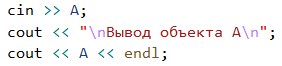 cin >> A;
cout << "\nВывод объекта A\n";
cout << A << endl;